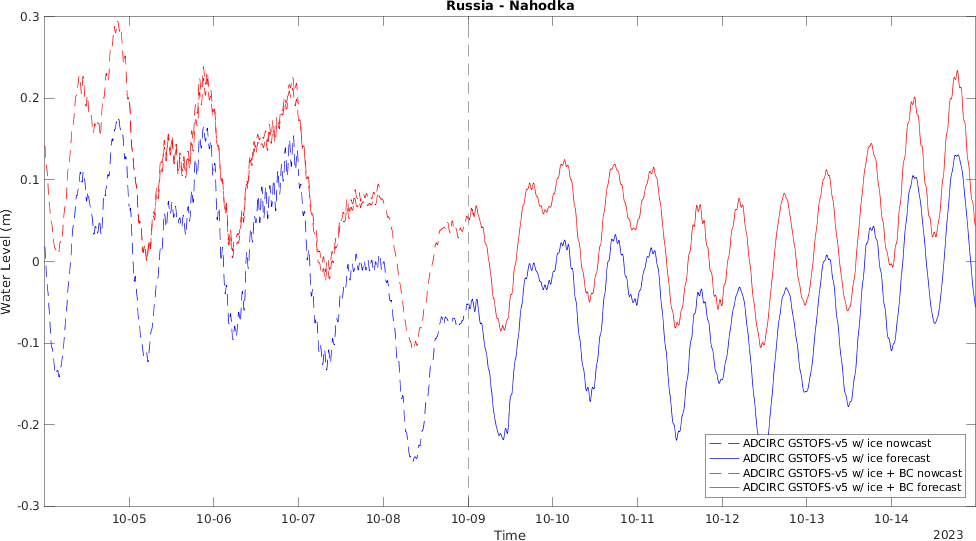 Russia - Nahodka
0.3
0.2
0.1
0
-0.1
-0.2
-0.3
Water Level (m)
ADCIRC GSTOFS-v5 w/ ice nowcast
ADCIRC GSTOFS-v5 w/ ice forecast
ADCIRC GSTOFS-v5 w/ ice + BC nowcast
ADCIRC GSTOFS-v5 w/ ice + BC forecast
10-05 10-06 10-07 10-08 10-09 10-10 10-11 10-12 10-13 10-14
Time
2023